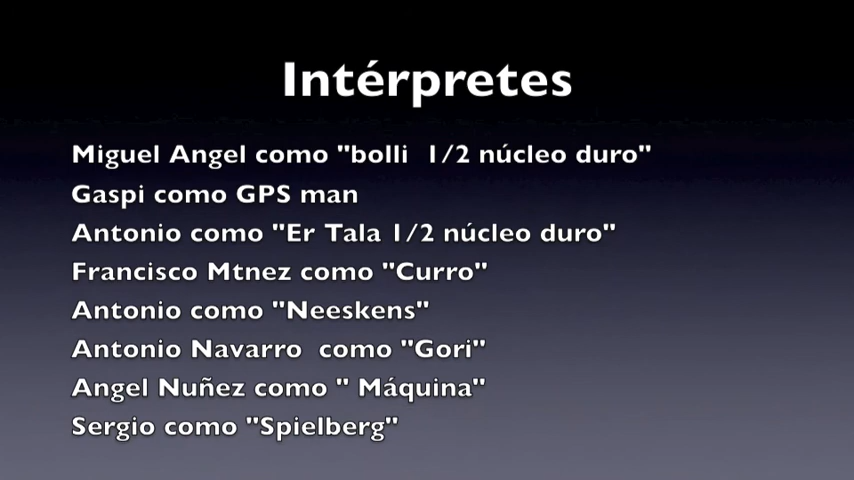 Intérpretes
Miguel Angel como "bolli  1/2 núcleo duro"
Gaspi como GPS man
Antonio como "Er Tala 1/2 núcleo duro"
Francisco Mtnez como "Curro"
Antonio como "Neeskens"
Antonio Navarro  como "Gori"
Angel Nuñez como " Máquina"
Sergio como "Spielberg"